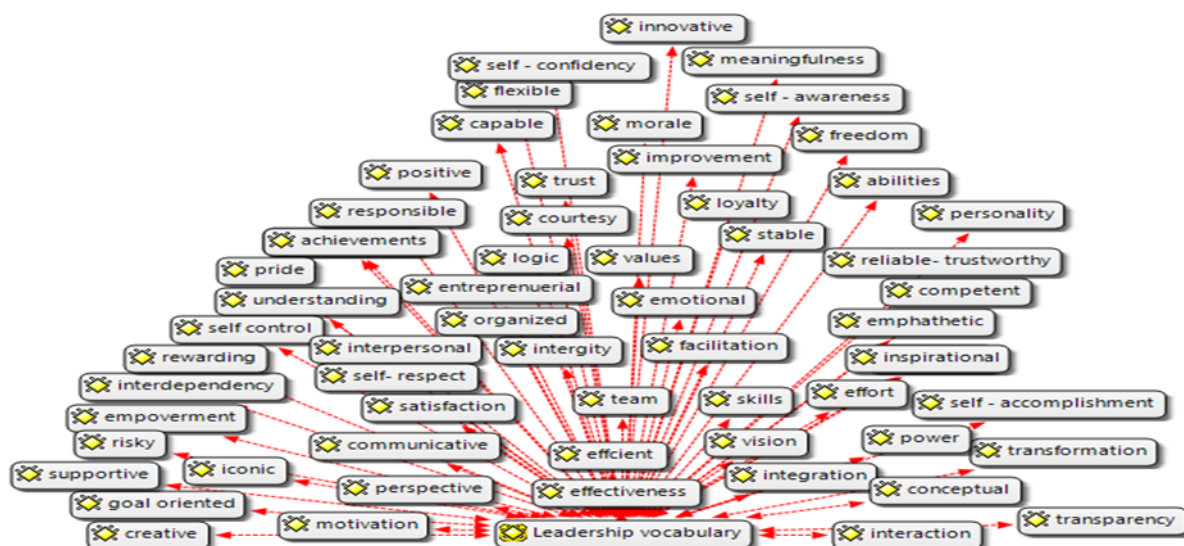 innovative
self - confidency
meaningfulness
flexible
self - awareness
capable
morale
freedom
improvement
positive
trust
abilities
responsible
courtesy
loyalty
personality
achievements
stable
logic
values
reliable- trustworthy
pride
entreprenuerial
competent
understanding
emotional
self control
organized
emphathetic
interpersonal
intergity
facilitation
rewarding
inspirational
interdependency
self- respect
satisfaction
team
skills
effort
self - accomplishment
empoverment
communicative
vision
power
risky
effcient
transformation
supportive
iconic
perspective
effectiveness
integration
conceptual
goal oriented
motivation
Leadership vocabulary
interaction
transparency
creative